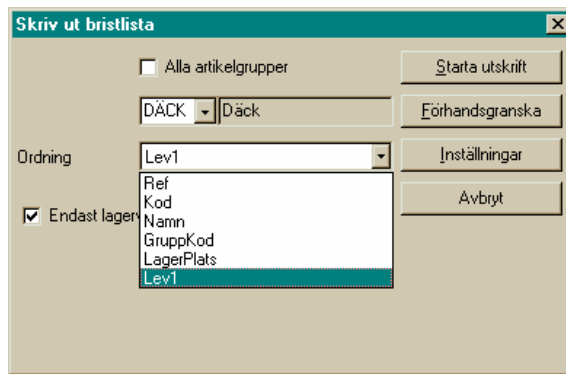 Skriv ut bristlista
Alla artikelgrupper
Starta utskrift
DÄCK Däck
Förhandsgranska
Ordning
Lev1
Inställningar
Ref
Kod
Namn
GruppKod
LagerPlats
Lev1
Avbryt
Endast